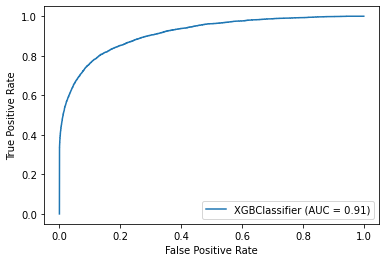 1.0
0.8
0.6
0.4
0.2
0.0
True Positive Rate
XGBClassifier (AUC = 0.91)
0.0 0.2 0.4 0.6 0.8 1.0
False Positive Rate